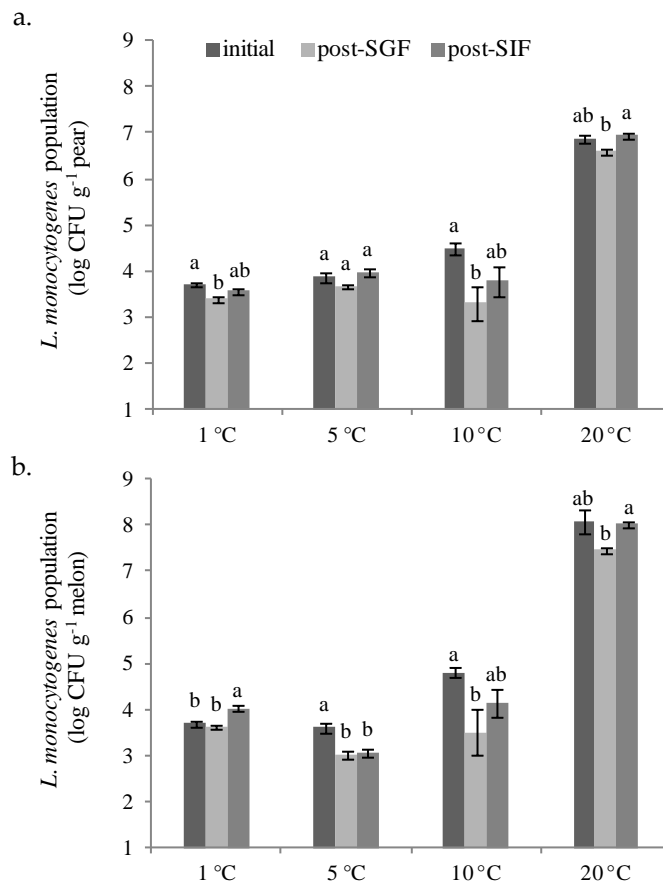 a.
L. monocytogenes population
(log CFU g-1 pear)
9
8
7
6
5
4
3
2
1
initial post-SGF post-SIF
a b ab
a a a
a b ab
ab b a
1 °C 5 °C 10 °C 20 °C
b.
L. monocytogenes population
(log CFU g-1 melon)
9
8
7
6
5
4
3
2
1
b b a
a b b
a b ab
ab b a
1 °C 5 °C 10 °C 20 °C